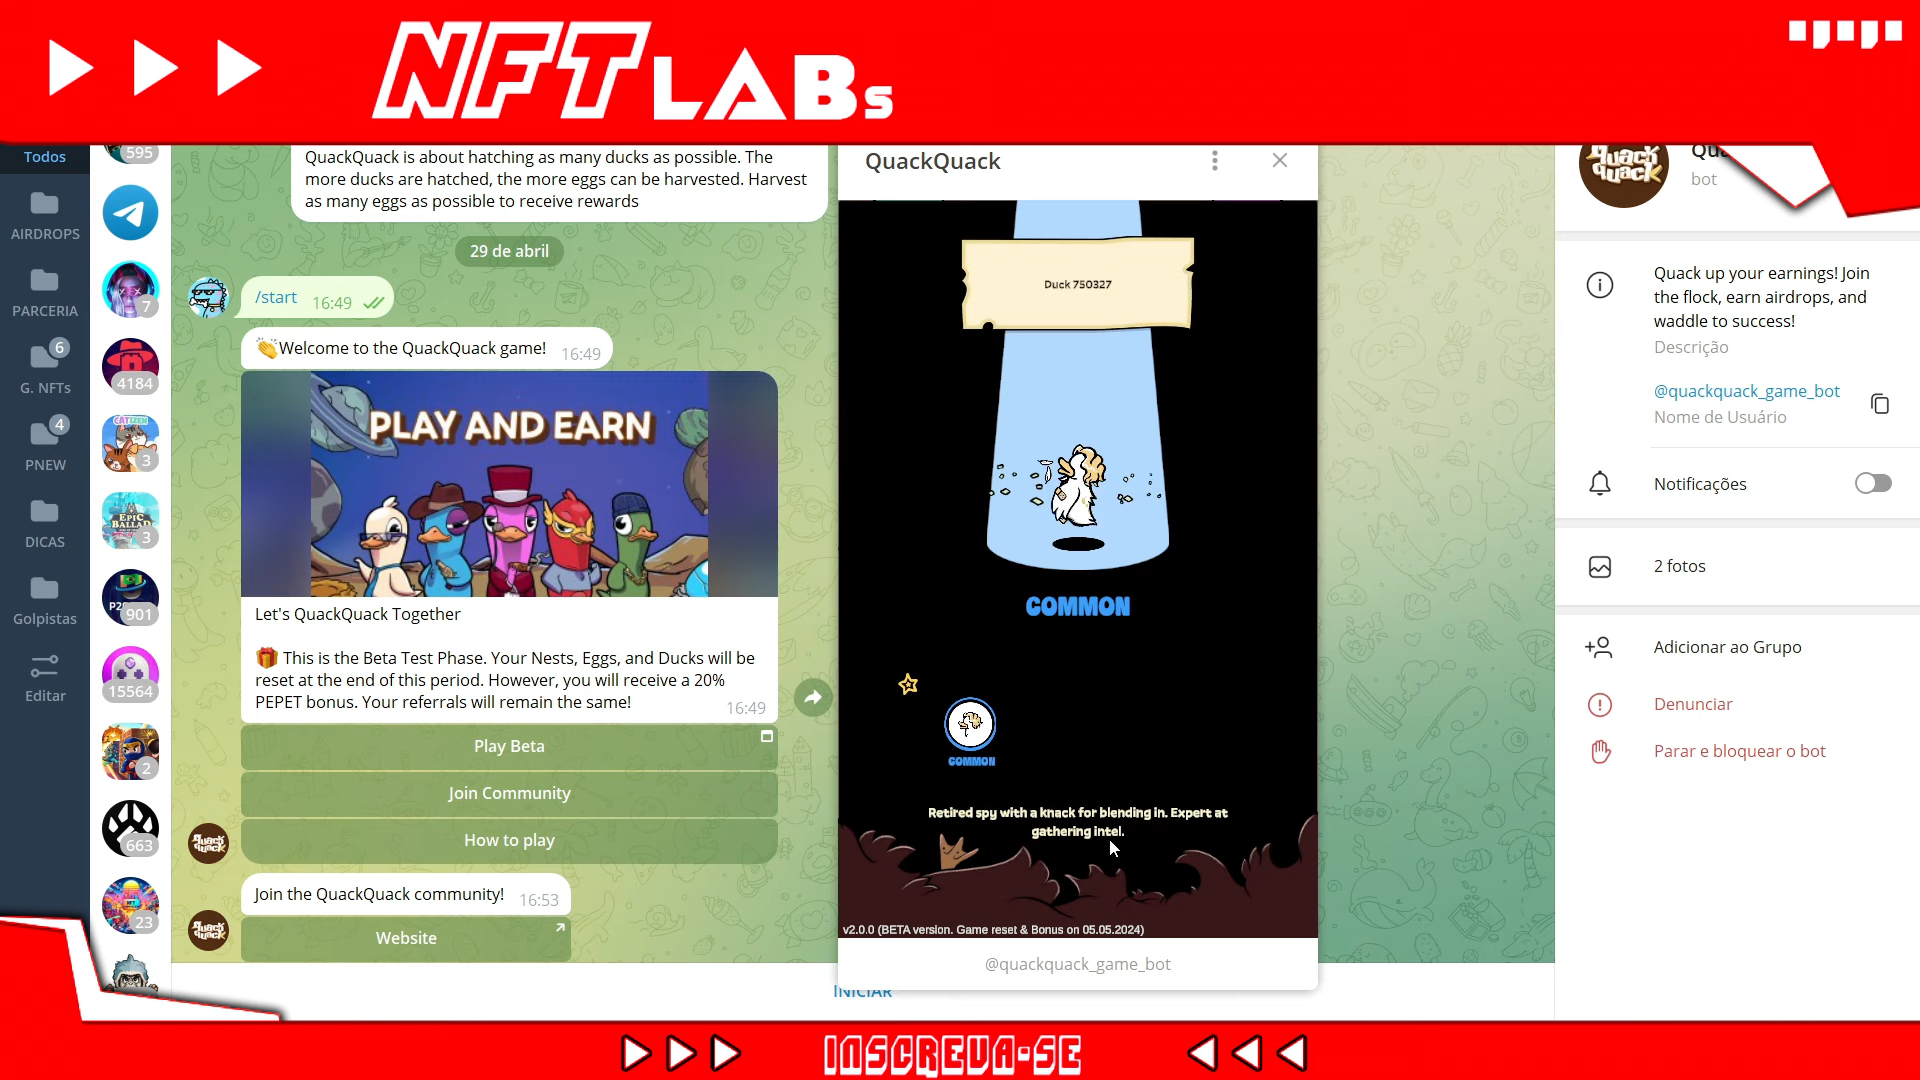 NFT LABs
Todos
AIRDROPS
PARCERIA
6
G. NFTs
4
PNEW
DICAS
Golpistas
Editar
595
7
4184
CATIZEN
3
EPIC
BALLAD
3
901
15564
2
663
23
QuackQuack is about hatching as many ducks as possible. The
more ducks are hatched, the more eggs can be harvested. Harvest
as many eggs as possible to receive rewards
29 de abril
/start 16:49
👏Welcome to the QuackQuack game! 16:49
PLAY AND EARN
Let's QuackQuack Together
🎁 This is the Beta Test Phase. Your Nests, Eggs, and Ducks will be
reset at the end of this period. However, you will receive a 20%
PEPET bonus. Your referrals will remain the same! 16:49
Play Beta
Join Community
How to play
quack
quack
Join the QuackQuack community! 16:53
quack
quack
Website
INICIAR
QuackQuack
Duck 750327
COMMON
COMMON
Retired spy with a knack for blending in. Expert at
gathering intel.
v2.0.0 (BETA version. Game reset & Bonus on 05.05.2024)
@quackquack_game_bot
quack
quack
bot
Quack up your earnings! Join
the flock, earn airdrops, and
waddle to success!
Descrição
@quackquack_game_bot
Nome de Usuário
Notificações
2 fotos
Adicionar ao Grupo
Denunciar
Parar e bloquear o bot
INSCREVA-SE